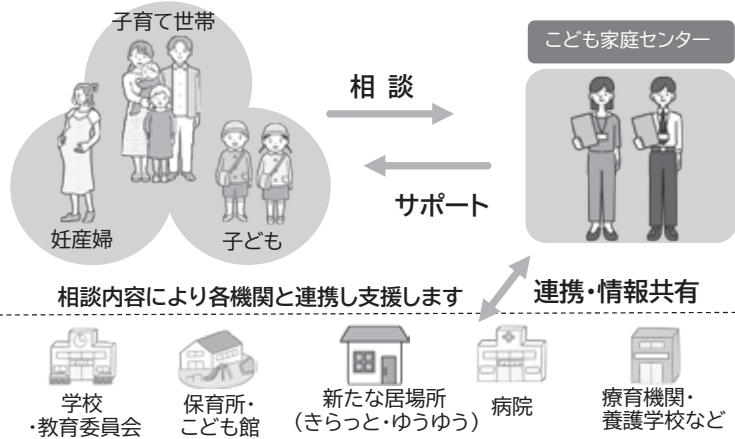 子育て世帯
こども家庭センター
相談
サポート
妊産婦
子ども
相談内容により各機関と連携し支援します
連携・情報共有
学校
・教育委員会
保育所・
こども館
新たな居場所
（きらっと・ゆうゆう）
病院
療育機関・
養護学校など